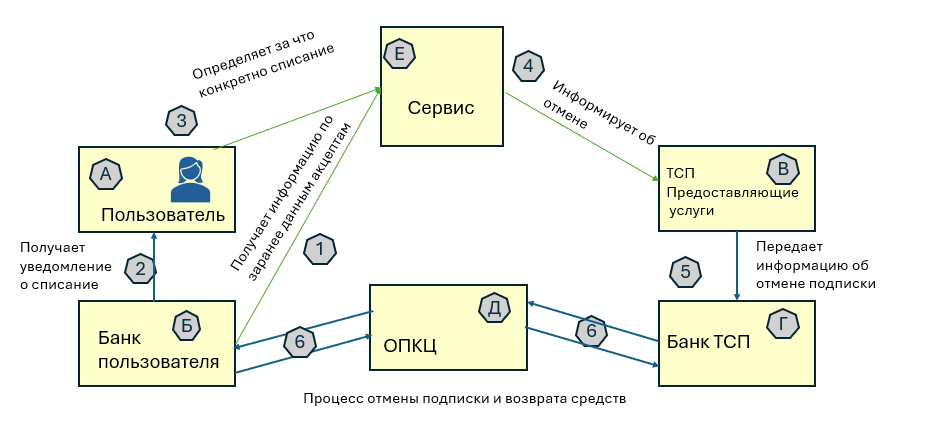 Определяет за что
конкретно списание
Е
Сервис
4
Информирует об
отмене
3
А
Пользователь
Получает информацию по
заранее данным акцептам
1
В
ТСП
Предоставляющие
услуги
Получает
уведомление
о списание
2
5
Передает
информацию об
отмене подписки
Б
Банк
пользователя
6
Д
ОПКЦ
6
Г
Банк ТСП
Процесс отмены подписки и возврата средств